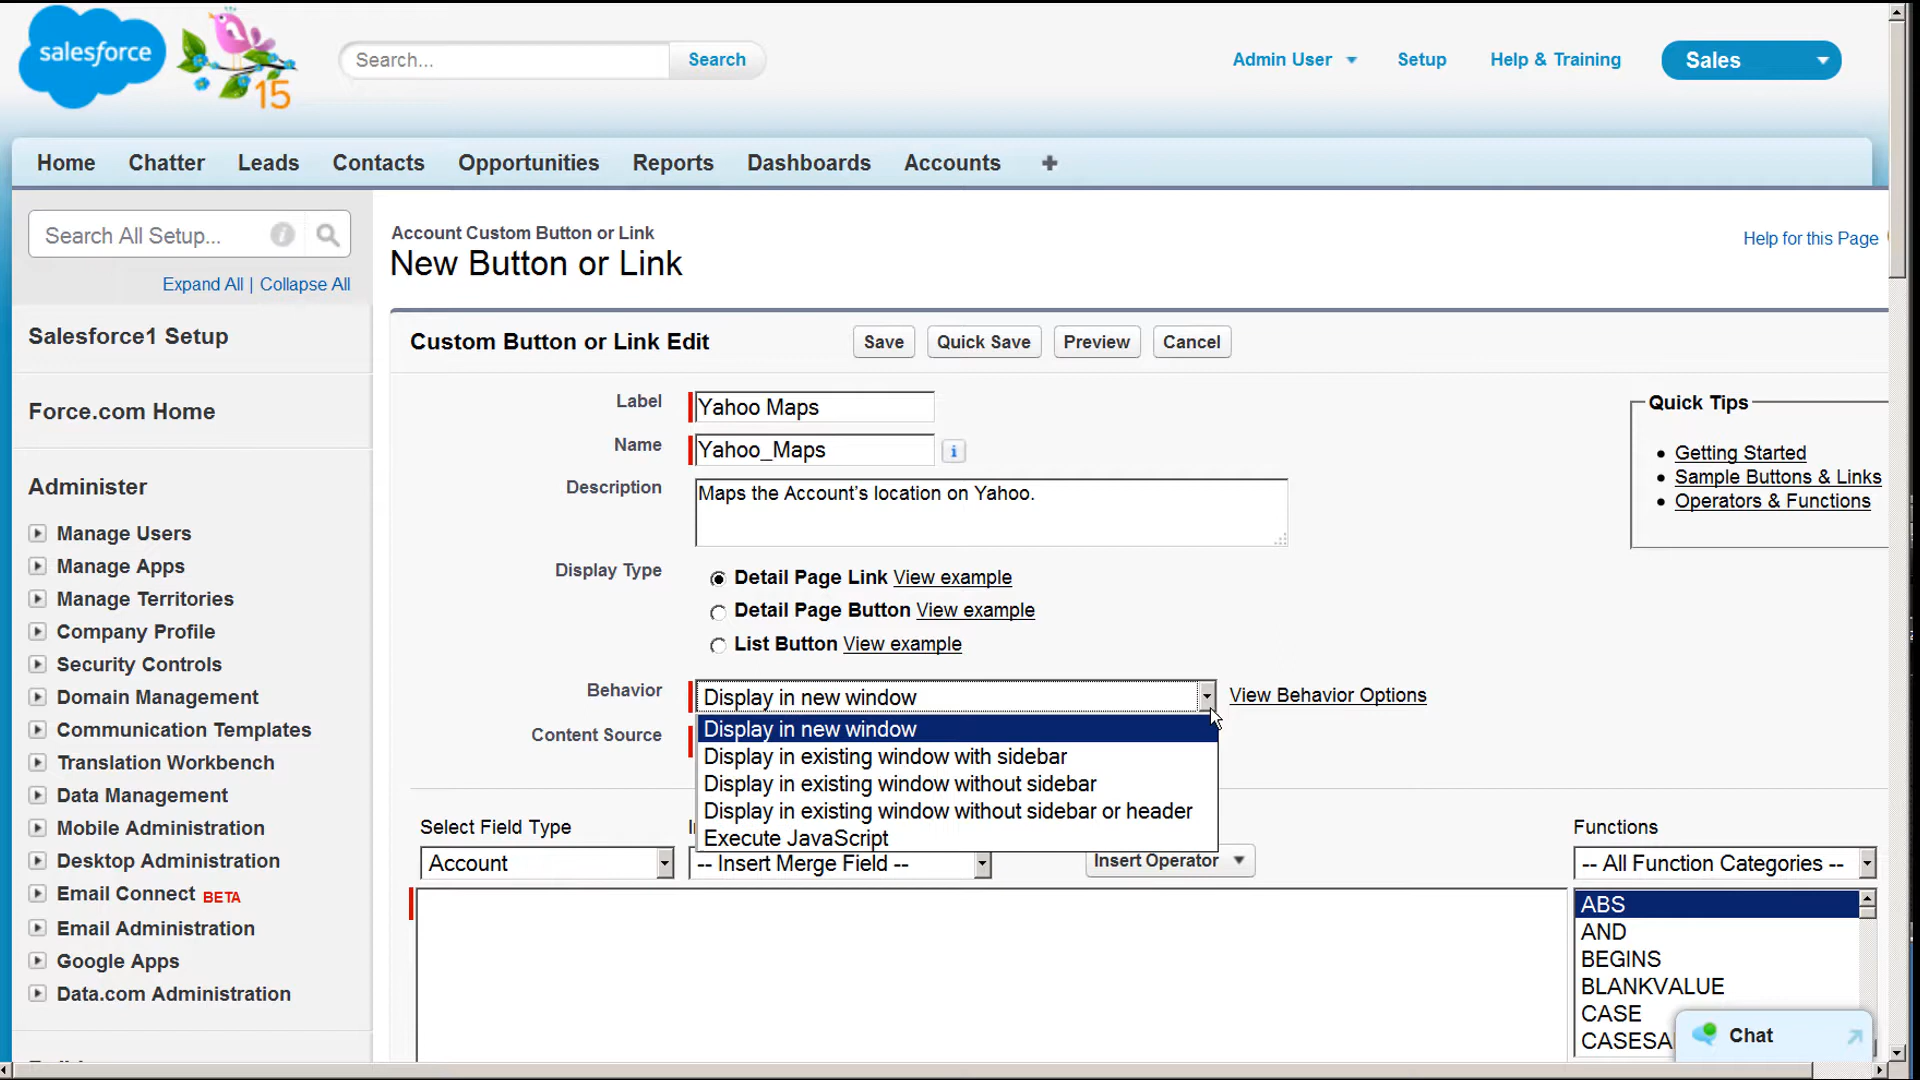 salesforce
15
Search...
Search
Admin User
Setup
Help & Training
Sales
Home
Chatter
Leads
Contacts
Opportunities
Reports
Dashboards
Accounts
Search All Setup...
Expand All | Collapse All
Salesforce1 Setup
Force.com Home
Administer
Manage Users
Manage Apps
Manage Territories
Company Profile
Security Controls
Domain Management
Communication Templates
Translation Workbench
Data Management
Mobile Administration
Desktop Administration
Email Connect BETA
Email Administration
Google Apps
Data.com Administration
Account Custom Button or Link
New Button or Link
Help for this Page
Custom Button or Link Edit
Save
Quick Save
Preview
Cancel
Label
Yahoo Maps
Name
Yahoo_Maps
Description
Maps the Account's location on Yahoo.
Display Type
Detail Page Link View example
Detail Page Button View example
List Button View example
Behavior
Display in new window
View Behavior Options
Display in new window
Display in existing window with sidebar
Display in existing window without sidebar
Display in existing window without sidebar or header
Execute JavaScript
Content Source
Quick Tips
Getting Started
Sample Buttons & Links
Operators & Functions
Select Field Type
Account
-- Insert Merge Field --
Insert Operator
Functions
-- All Function Categories --
ABS
AND
BEGINS
BLANKVALUE
CASE
CASESA
Chat